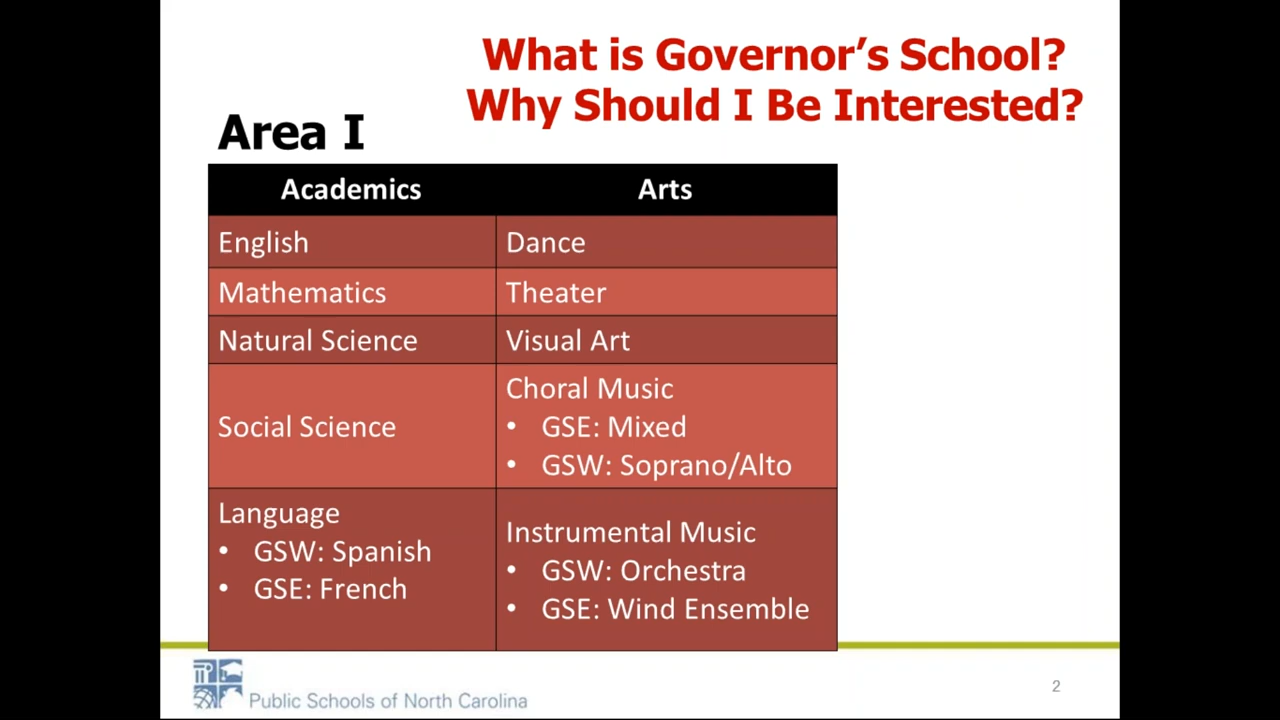 What is Governor's School?
Why Should I Be Interested?
Area I
Academics
Arts
English
Dance
Mathematics
Theater
Natural Science
Visual Art
Social Science
Choral Music
• GSE: Mixed
• GSW: Soprano/Alto
Language
• GSW: Spanish
• GSE: French
Instrumental Music
• GSW: Orchestra
• GSE: Wind Ensemble
Public Schools of North Carolina
2